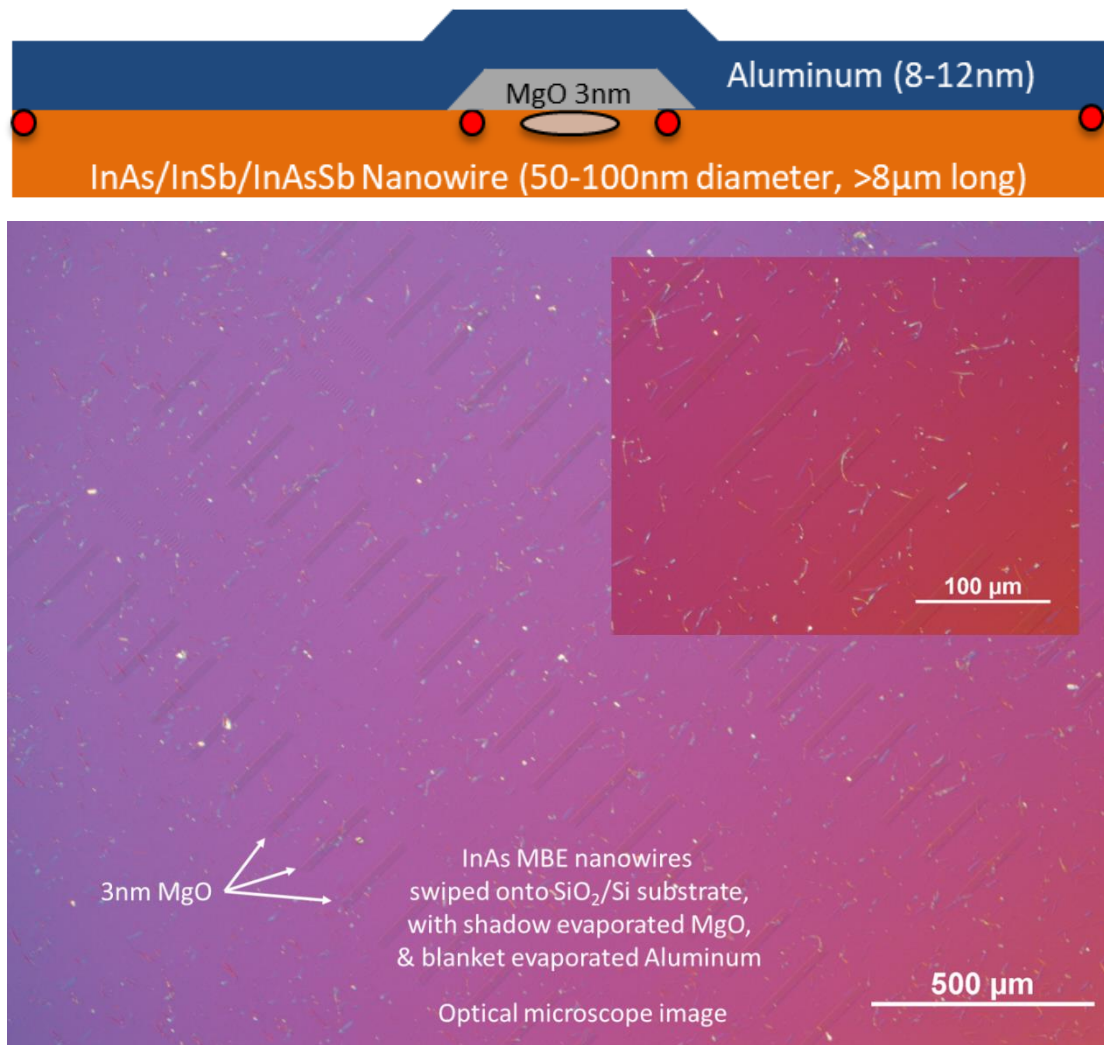 Aluminum (8-12nm)
MgO 3nm
InAs/InSb/InAsSb Nanowire (50-100nm diameter, >8μm long)
100 μm
3nm MgO
InAs MBE nanowires
swiped onto SiO₂/Si substrate,
with shadow evaporated MgO,
& blanket evaporated Aluminum
Optical microscope image
500 μm